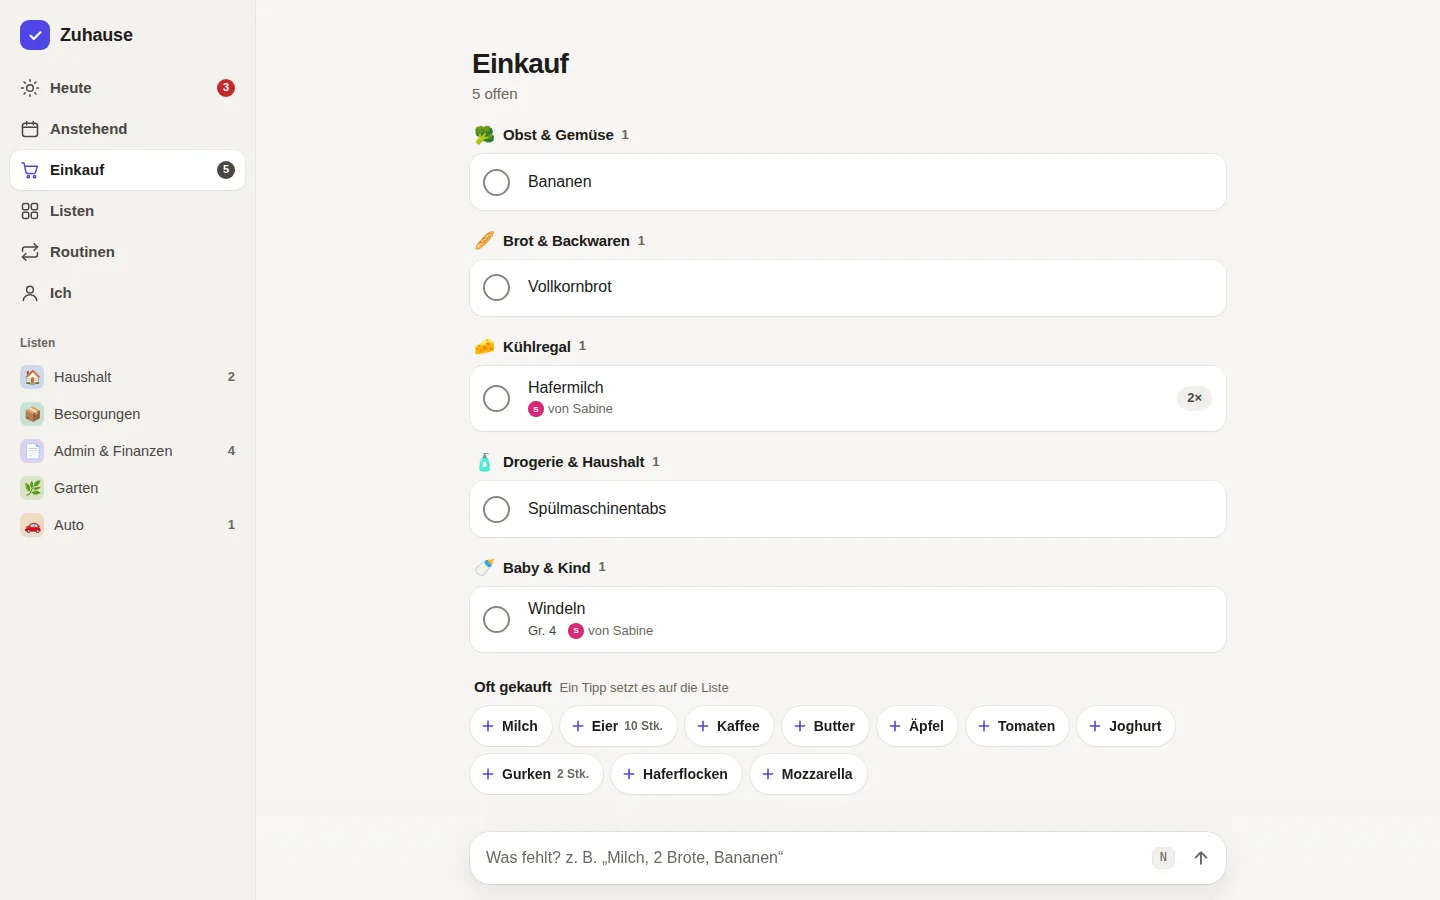 Zuhause
Heute 3
Anstehend
Einkauf 5
Listen
Routinen
Ich
Listen
Haushalt 2
Besorgungen
Admin & Finanzen 4
Garten
Auto 1
Einkauf
5 offen
Obst & Gemüse 1
Bananen
Brot & Backwaren 1
Vollkornbrot
Kühlregal 1
Hafermilch
S von Sabine
2×
Drogerie & Haushalt 1
Spülmaschinentabs
Baby & Kind 1
Windeln
Gr. 4 S von Sabine
Oft gekauft Ein Tipp setzt es auf die Liste
Milch Eier 10 Stk. Kaffee Butter Äpfel Tomaten Joghurt
Gurken 2 Stk. Haferflocken Mozzarella
Was fehlt? z. B. „Milch, 2 Brote, Bananen“ N